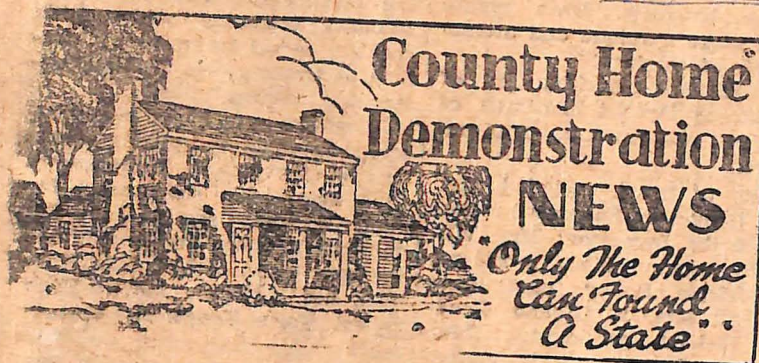 County Home
Demonstration
NEWS
"Only The Home
Can Found
A State"